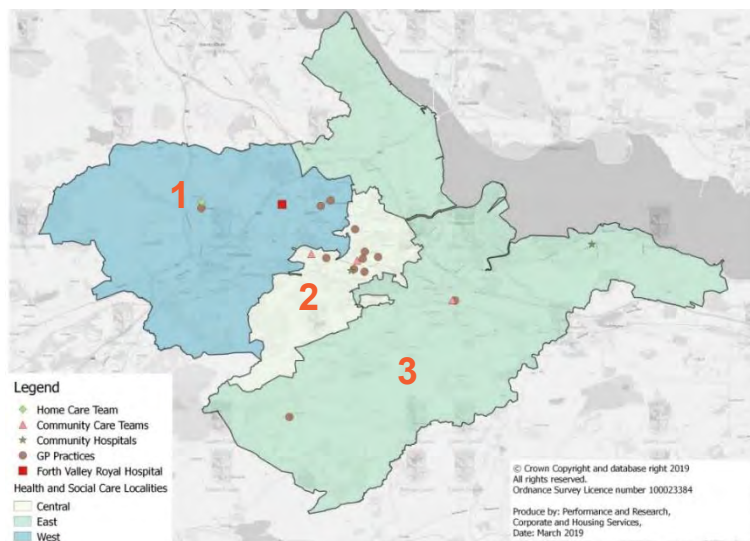 1
2
3
Legend
Home Care Team
Community Care Teams
Community Hospitals
GP Practices
Forth Valley Royal Hospital
Health and Social Care Localities
Central
East
West
© Crown Copyright and database right 2019
All rights reserved.
Ordnance Survey Licence number 100023384
Produce by: Performance and Research,
Corporate and Housing Services,
Date: March 2019